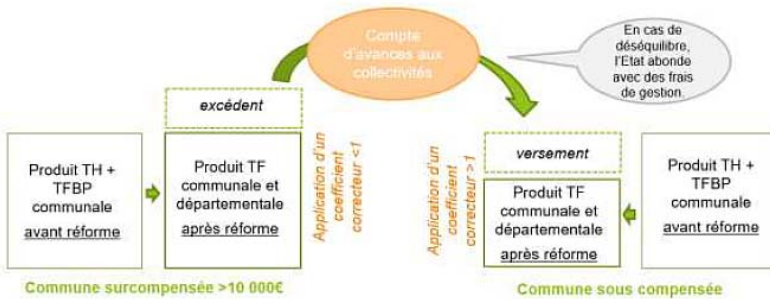 Compte
d'avances aux
collectivités
En cas de
déséquilibre,
l'Etat abonde
avec des frais
de gestion.
excédent
Produit TH +
TFBP
communale
avant réforme
Produit TF
communale et
départementale
après réforme
Application d'un
coefficient
correcteur <1
Commune surcompensée >10 000€
Application d'un
coefficient
correcteur >1
versement
Produit TF
communale et
départementale
après réforme
Produit TH +
TFBP
communale
avant réforme
Commune sous compensée